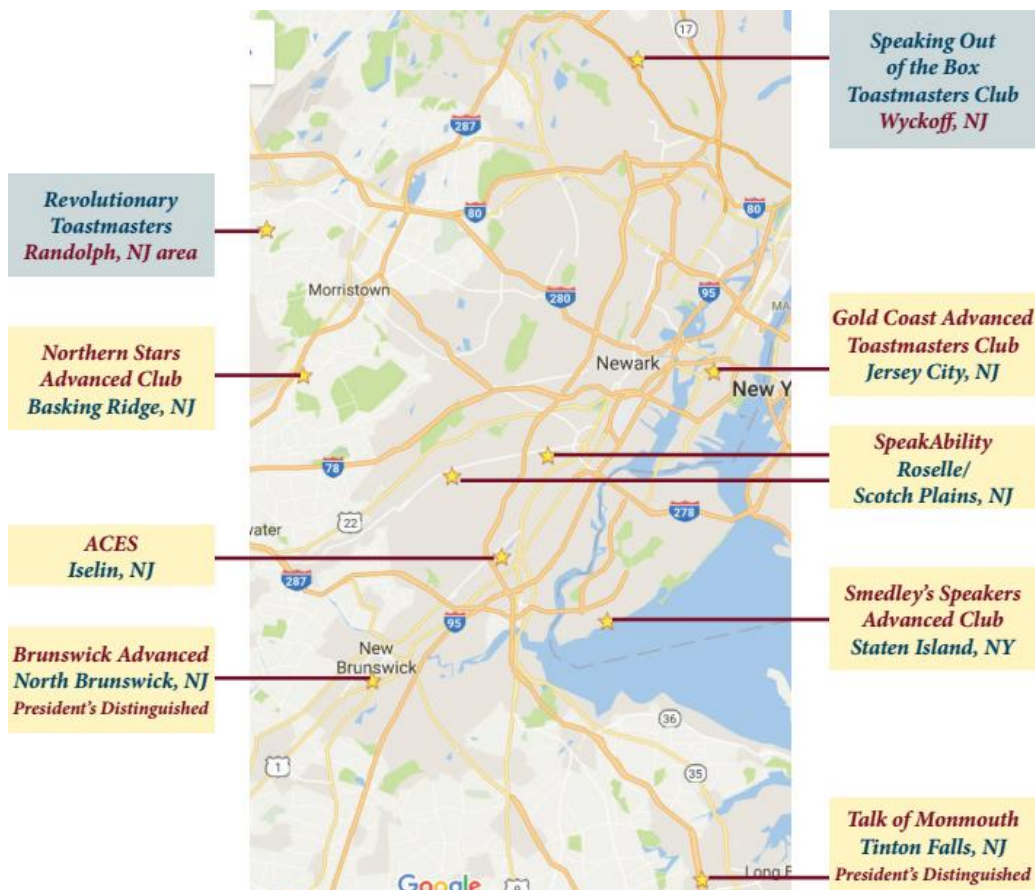 Speaking Out
of the Box
Toastmasters Club
Wyckoff, NJ
Revolutionary
Toastmasters
Randolph, NJ area
Northern Stars
Advanced Club
Basking Ridge, NJ
ACES
Iselin, NJ
Brunswick Advanced
North Brunswick, NJ
President's Distinguished
17
287
80
80
Morristown
280
95
MA
Newark
New Y
78
22
278
vater
287
95
New
Brunswick
36
1
35
Google
9
Long B
Gold Coast Advanced
Toastmasters Club
Jersey City, NJ
SpeakAbility
Roselle/
Scotch Plains, NJ
Smedley's Speakers
Advanced Club
Staten Island, NY
Talk of Monmouth
Tinton Falls, NJ
President's Distinguished